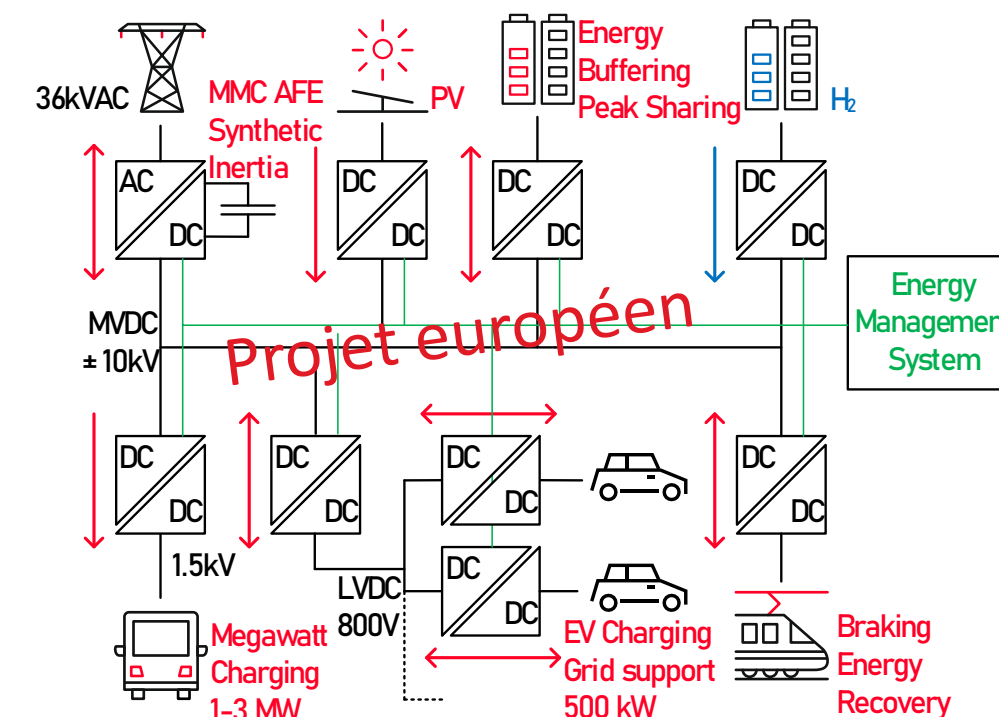 36kVAC
MMC AFE
Synthetic
Inertia
PV
Energy
Buffering
Peak Sharing
H₂
AC
DC
DC
DC
DC
DC
DC
DC
MVDC
± 10kV
Projet européen
Energy
Managemen
System
DC
DC
DC
DC
DC
DC
DC
DC
1.5kV
LVDC
800V
DC
DC
Megawatt
Charging
1-3 MW
EV Charging
Grid support
500 kW
Braking
Energy
Recovery